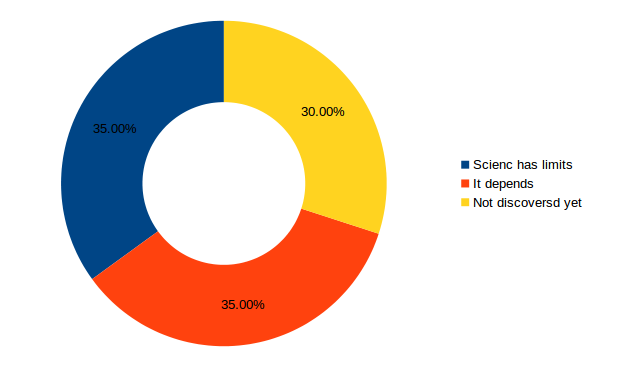 30.00%
35.00%
35.00%
Scienc has limits
It depends
Not discoversd yet